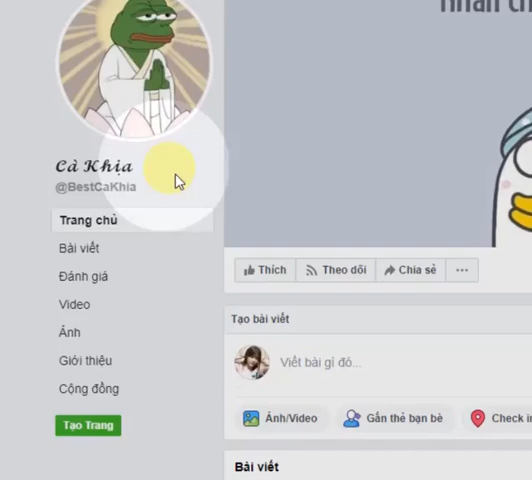 Cà Khịa
@BestCaKhia
Trang chủ
Bài viết
Đánh giá
Video
Ảnh
Giới thiệu
Cộng đồng
Tạo Trang
Thích
Theo dõi
Chia sẻ
Tạo bài viết
Viết bài gì đó...
Ảnh/Video
Gắn thẻ bạn bè
Check in
Bài viết